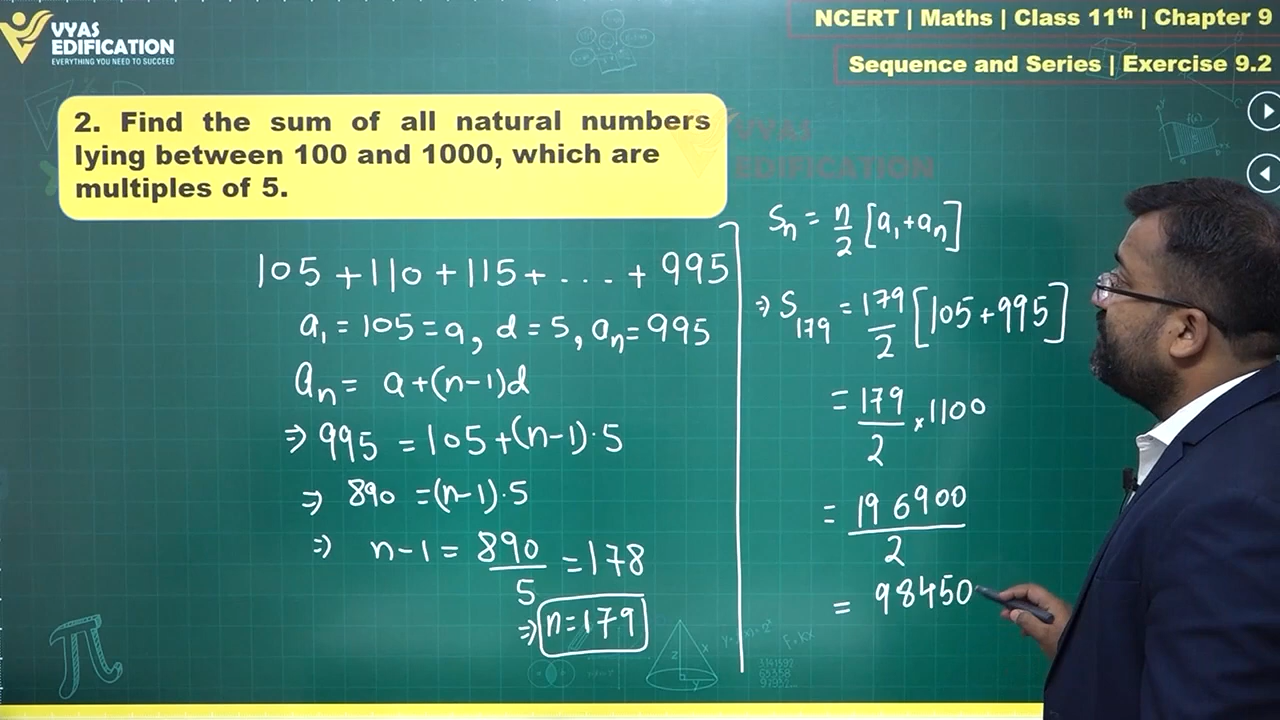 VYAS
EDIFICATION
EVERYTHING YOU NEED TO SUCCEED
NCERT | Maths | Class 11th | Chapter 9
Sequence and Series | Exercise 9.2
2. Find the sum of all natural numbers
lying between 100 and 1000, which are
multiples of 5.
VYAS
EDIFICATION
105 + 110 + 115 + . . . . + 995
a₁ = 105 = a, d = 5, aₙ = 995
aₙ = a + (n-1)d
⇒ 995 = 105 + (n-1)·5
⇒ 890 = (n-1)·5
⇒ n-1 = 890/5 = 178
⇒ n = 179
Sₙ = n/2 [a₁ + aₙ]
⇒ S₁₇₉ = 179/2 [105 + 995]
= 179/2 × 1100
= 196900/2
= 98450